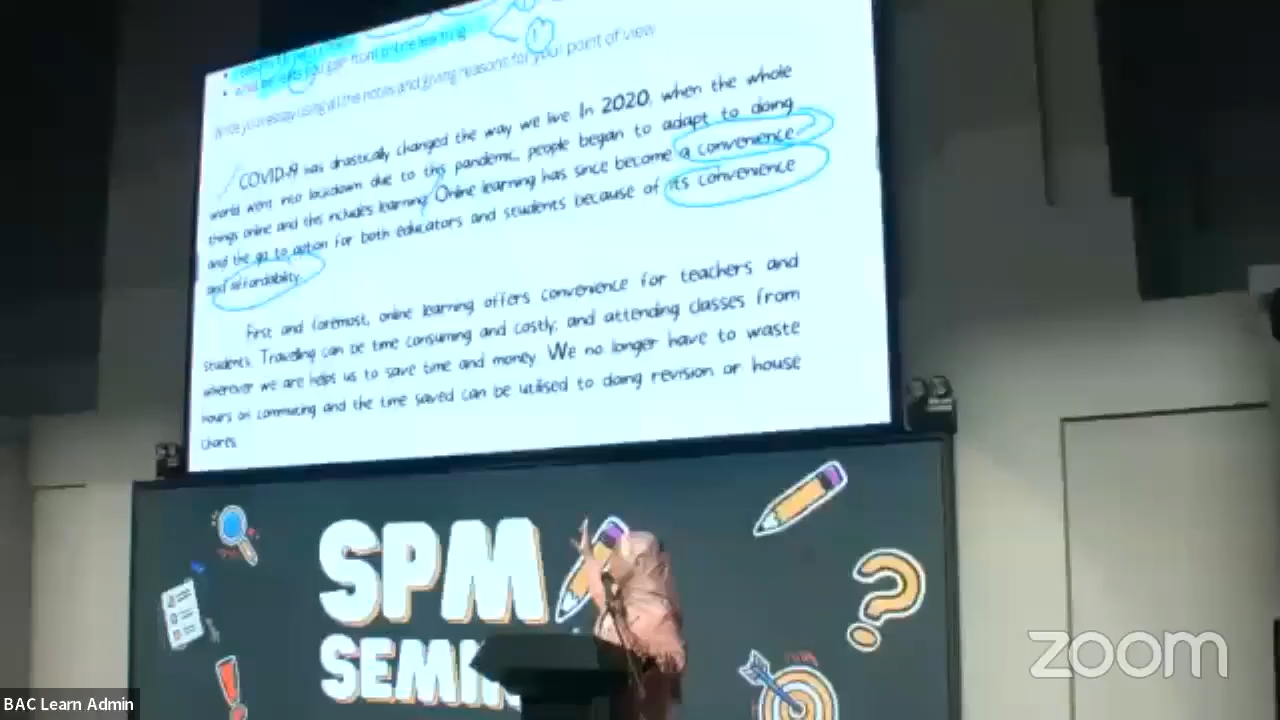 gain from online learning
Write your essay using all the notes and giving reasons for your point of view
COVID-19 has drastically changed the way we live. In 2020, when the whole
world went into lockdown due to this pandemic, people began to adapt to doing
things online and this includes learning. Online learning has since become a convenience
and the go to option for both educators and students because of its convenience
and affordability.
First and foremost, online learning offers convenience for teachers and
students. Travelling can be time consuming and costly, and attending classes from
wherever we are helps us to save time and money. We no longer have to waste
hours on commuting and the time saved can be utilised to doing revision or house
chores.
SPM
zoom
BAC Learn Admin